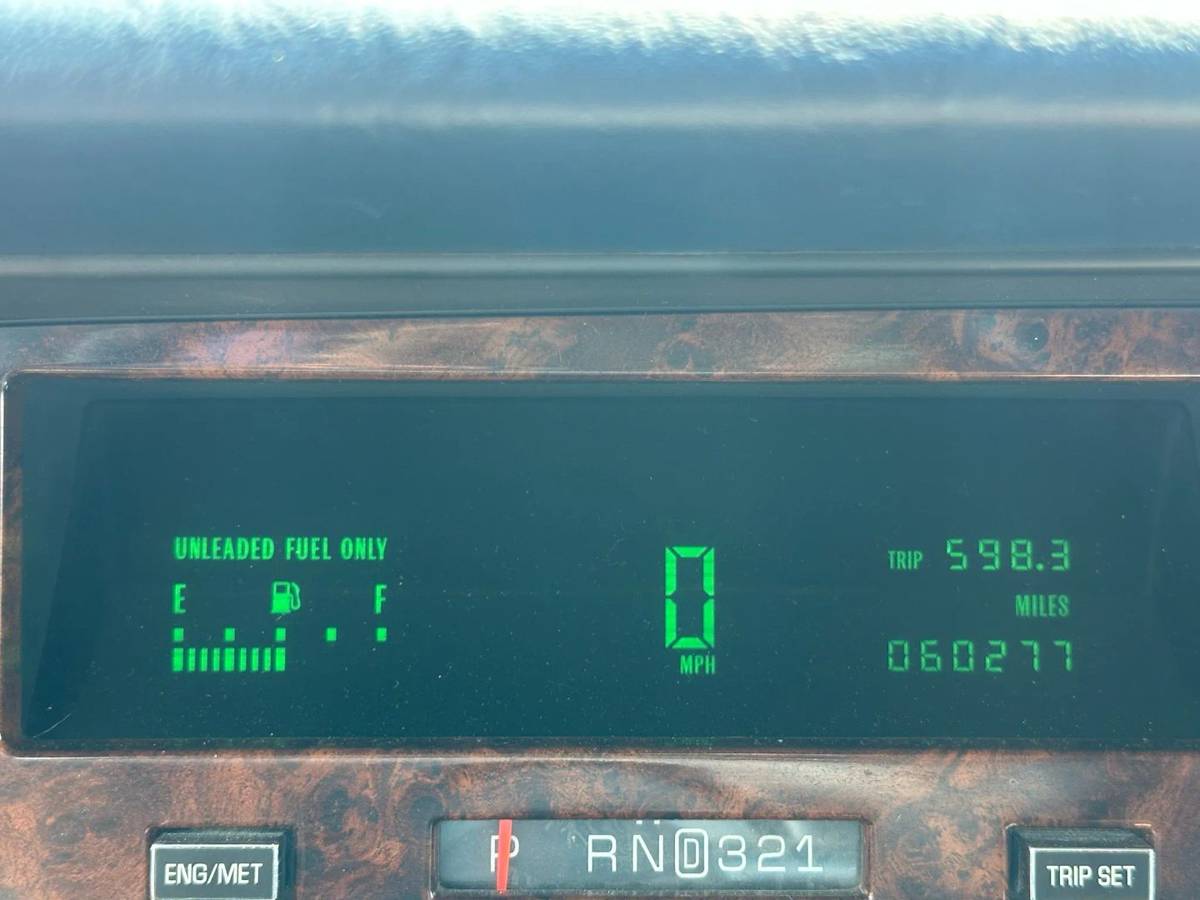 UNLEADED FUEL ONLY
E F
0
MPH
TRIP 598.3
MILES
060277
ENG/MET
P RND321
TRIP SET